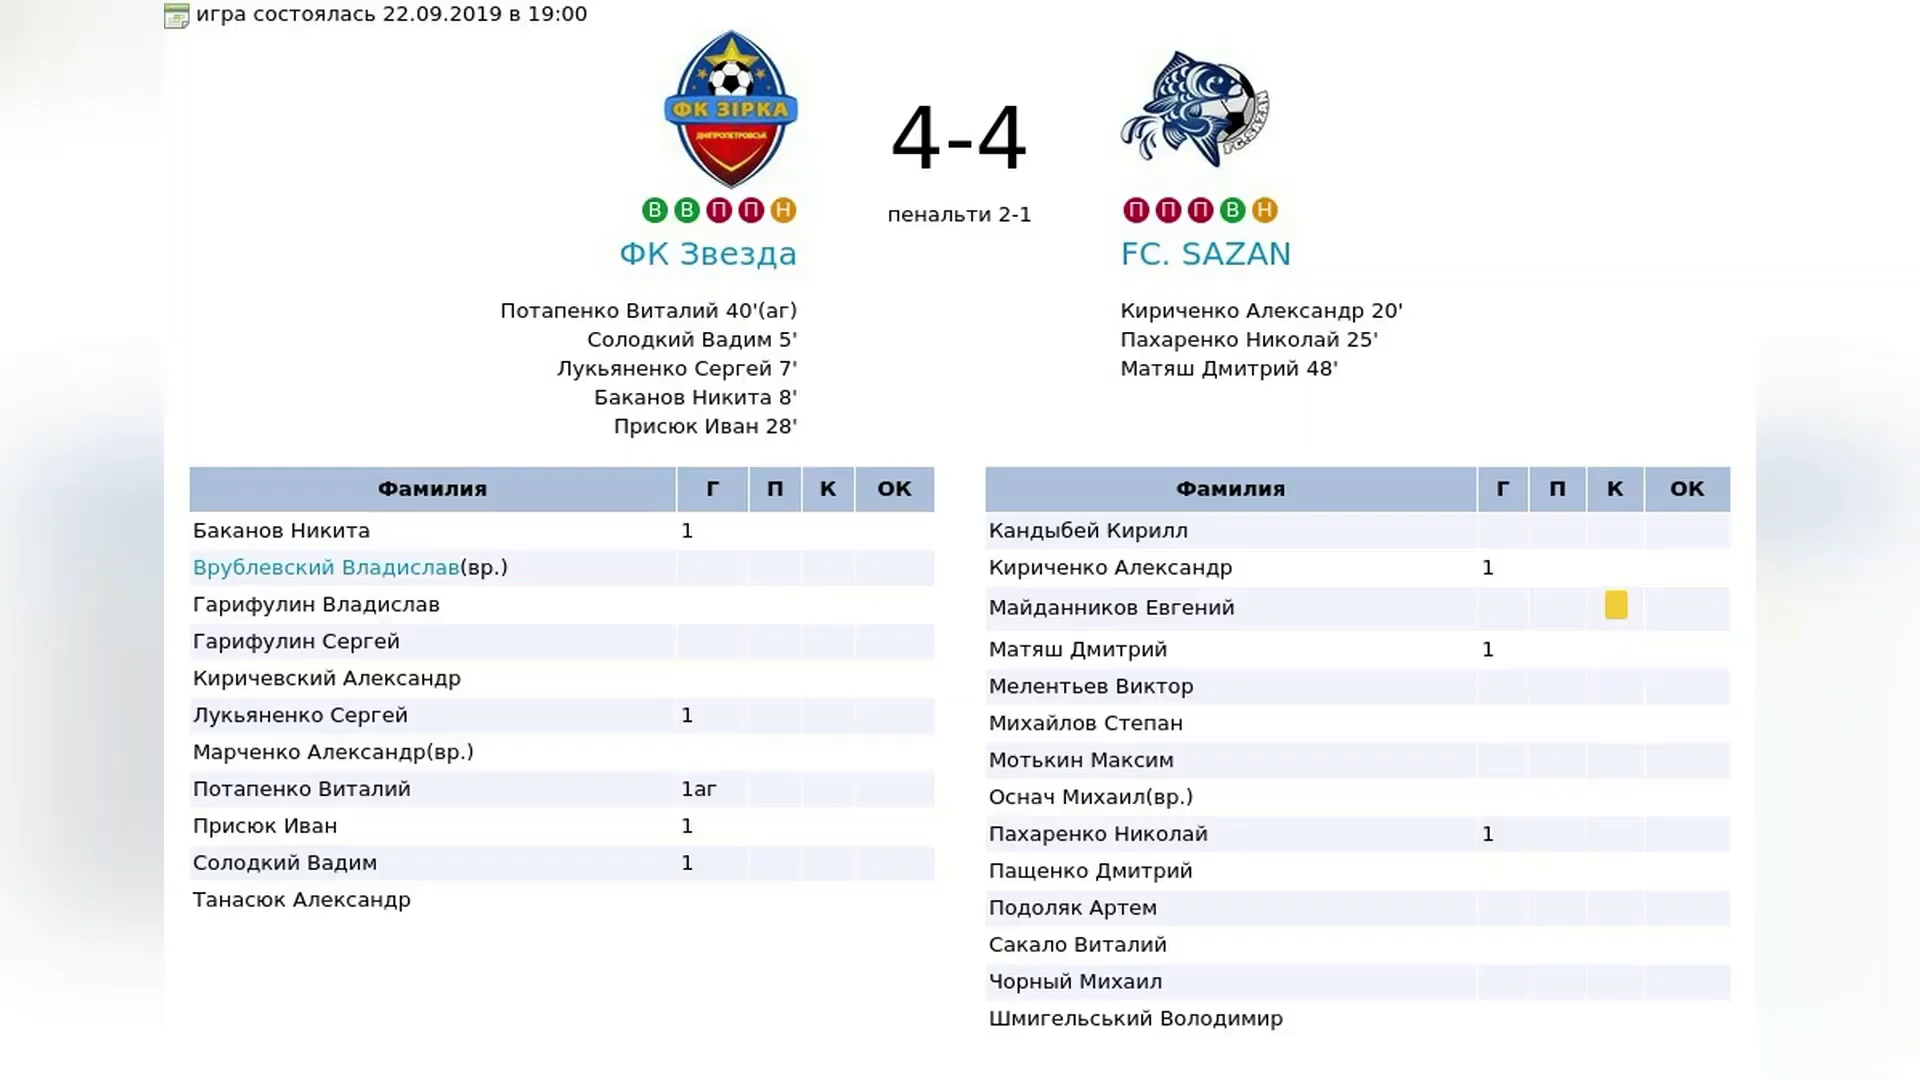 игра состоялась 22.09.2019 в 19:00
ФК ЗІРКА
ДНІПРОПЕТРОВСЬК
FC.SAZAN
4-4
В В П П Н
пенальти 2-1
П П П В Н
ФК Звезда
FC. SAZAN
Потапенко Виталий 40'(аг)
Солодкий Вадим 5'
Лукьяненко Сергей 7'
Баканов Никита 8'
Присюк Иван 28'
Кириченко Александр 20'
Пахаренко Николай 25'
Матяш Дмитрий 48'
Фамилия Г П К ОК
Баканов Никита 1
Врублевский Владислав(вр.)
Гарифулин Владислав
Гарифулин Сергей
Киричевский Александр
Лукьяненко Сергей 1
Марченко Александр(вр.)
Потапенко Виталий 1аг
Присюк Иван 1
Солодкий Вадим 1
Танасюк Александр
Фамилия Г П К ОК
Кандыбей Кирилл
Кириченко Александр 1
Майданников Евгений
Матяш Дмитрий 1
Мелентьев Виктор
Михайлов Степан
Мотькин Максим
Оснач Михаил(вр.)
Пахаренко Николай 1
Пащенко Дмитрий
Подоляк Артем
Сакало Виталий
Чорный Михаил
Шмигельський Володимир